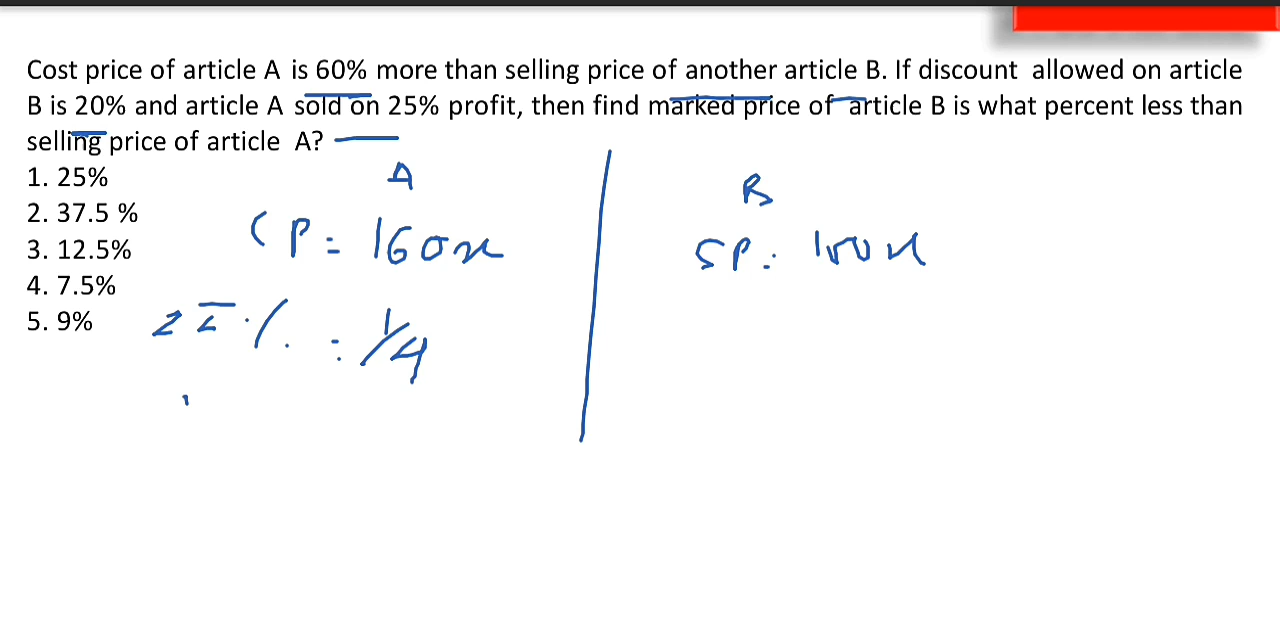 Cost price of article A is 60% more than selling price of another article B. If discount allowed on article
B is 20% and article A sold on 25% profit, then find marked price of article B is what percent less than
selling price of article A?
1. 25%
2. 37.5 %
3. 12.5%
4. 7.5%
5. 9%
A
CP = 160x
25% = 1/4
B
SP = 100x